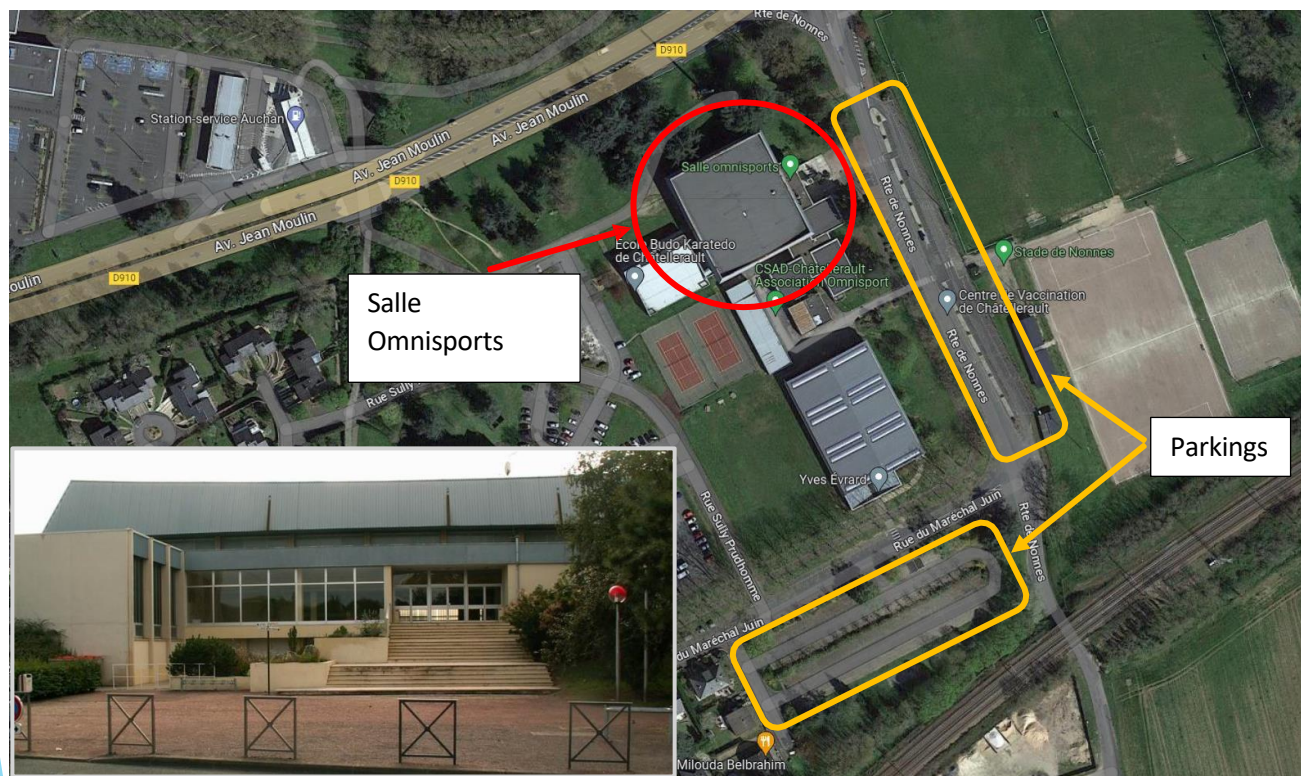 Rte de Nonnes
D910
Station-service Auchan
Av. Jean Moulin
Av. Jean Moulin
D910
Av. Jean Moulin
D910
Moulin
Salle omnisports
Rte de Nonnes
École Budo Karatedo
de Châtellerault
CSAD-Châtellerault -
Association Omnisport
Stade de Nonnes
Centre de Vaccination
de Châtellerault
Salle
Omnisports
Rte de Nonnes
Rue Sully
Parkings
Yves Évrard
Rue du Maréchal Juin
Rte de Nonnes
Rue Sully Prudhomme
du Maréchal Juin
Milouda Belbrahim